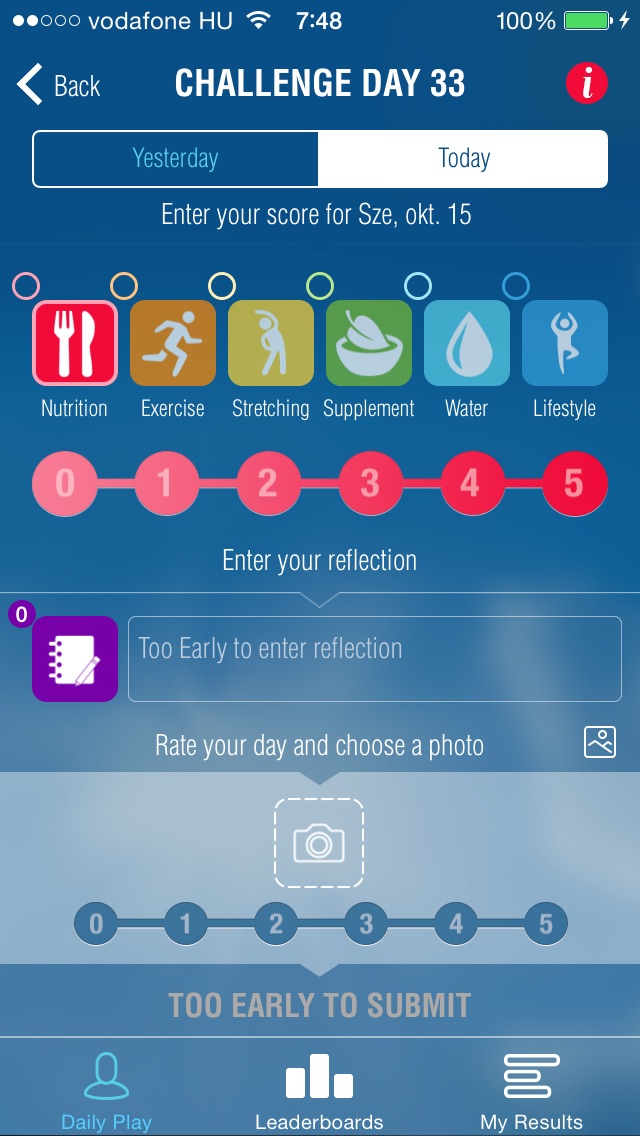 vodafone HU 7:48 100%
Back CHALLENGE DAY 33 i
Yesterday Today
Enter your score for Sze, okt. 15
Nutrition Exercise Stretching Supplement Water Lifestyle
0 1 2 3 4 5
Enter your reflection
0
Too Early to enter reflection
Rate your day and choose a photo
0 1 2 3 4 5
TOO EARLY TO SUBMIT
Daily Play Leaderboards My Results